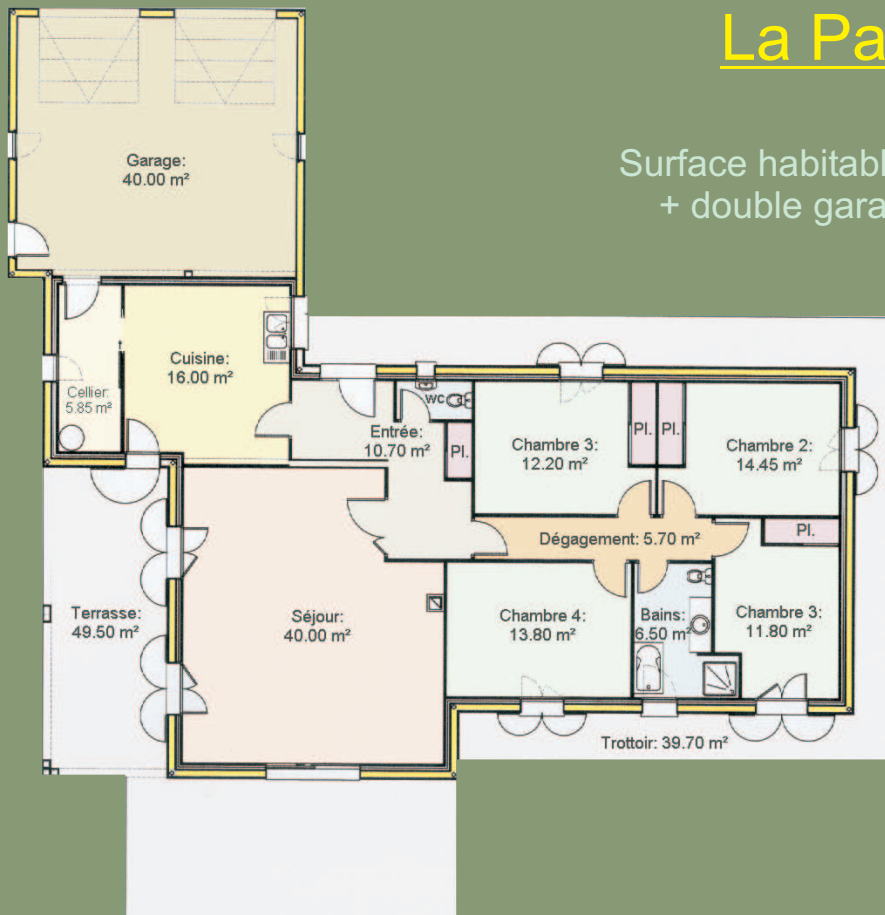 La Pa
Surface habitabl
+ double gara
Garage:
40.00 m²
Cuisine:
16.00 m²
Cellier:
5.85 m²
wc
Entrée:
10.70 m²
Pl.
Chambre 3:
12.20 m²
Pl.
Pl.
Chambre 2:
14.45 m²
Dégagement: 5.70 m²
Pl.
Terrasse:
49.50 m²
Séjour:
40.00 m²
Chambre 4:
13.80 m²
Bains:
6.50 m²
Chambre 3:
11.80 m²
Trottoir: 39.70 m²